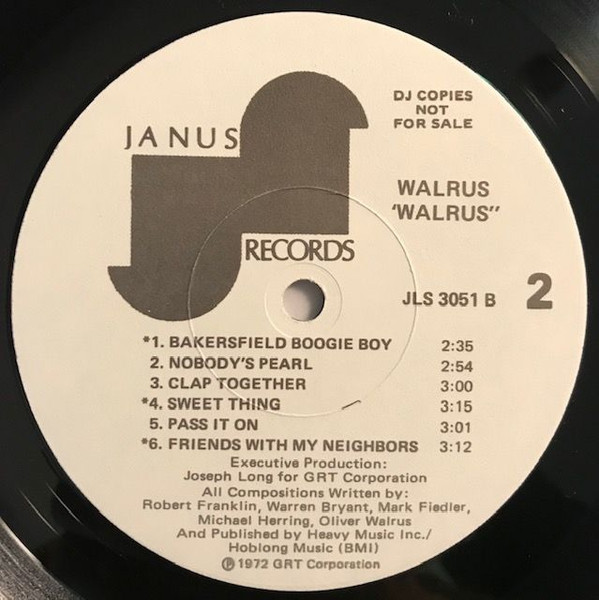 DJ COPIES
NOT
FOR SALE
JANUS
RECORDS
WALRUS
'WALRUS"
JLS 3051 B 2
*1. BAKERSFIELD BOOGIE BOY 2:35
2. NOBODY'S PEARL 2:54
3. CLAP TOGETHER 3:00
*4. SWEET THING 3:15
5. PASS IT ON 3:01
*6. FRIENDS WITH MY NEIGHBORS 3:12
Executive Production:
Joseph Long for GRT Corporation
All Compositions Written by:
Robert Franklin, Warren Bryant, Mark Fiedler,
Michael Herring, Oliver Walrus
And Published by Heavy Music Inc./
Hoblong Music (BMI)
℗ 1972 GRT Corporation